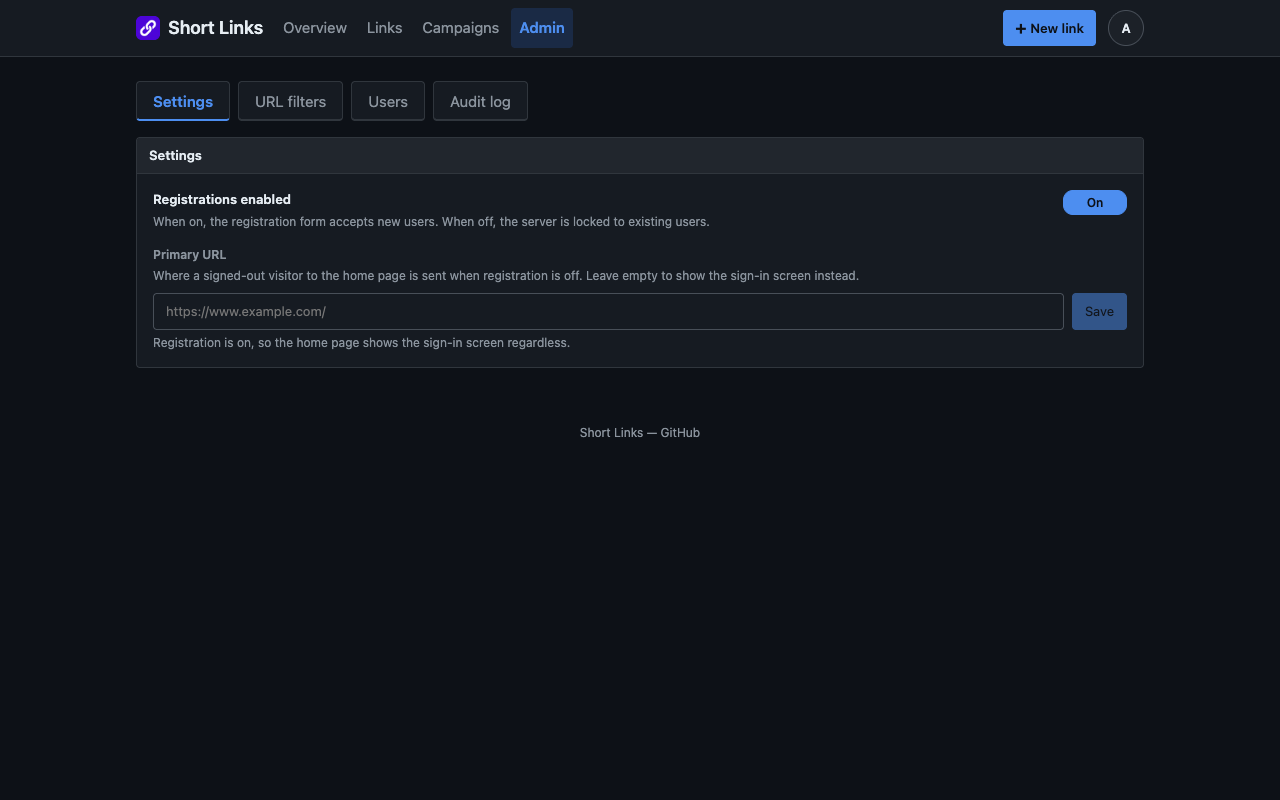 Short Links Overview Links Campaigns Admin + New link A
Settings URL filters Users Audit log
Settings
Registrations enabled On
When on, the registration form accepts new users. When off, the server is locked to existing users.
Primary URL
Where a signed-out visitor to the home page is sent when registration is off. Leave empty to show the sign-in screen instead.
https://www.example.com/ Save
Registration is on, so the home page shows the sign-in screen regardless.
Short Links — GitHub